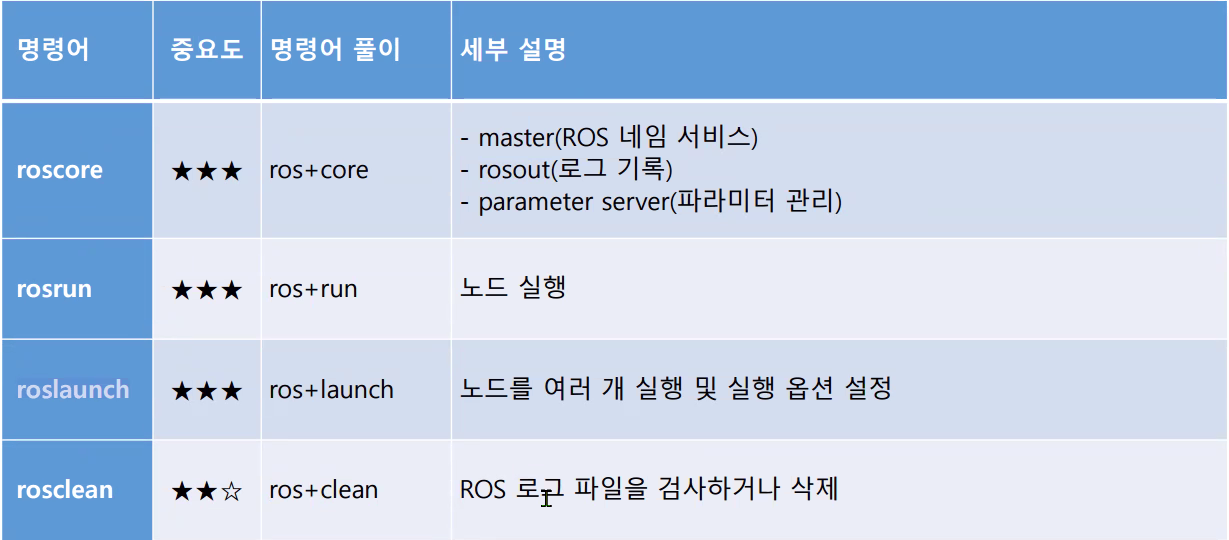 명령어 중요도 명령어 풀이 세부 설명
- master(ROS 네임 서비스)
roscore ★★★ ros+core - rosout(로그 기록)
- parameter server(파라미터 관리)
rosrun ★★★ ros+run 노드 실행
roslaunch ★★★ ros+launch 노드를 여러 개 실행 및 실행 옵션 설정
rosclean ★★☆ ros+clean ROS 로그 파일을 검사하거나 삭제